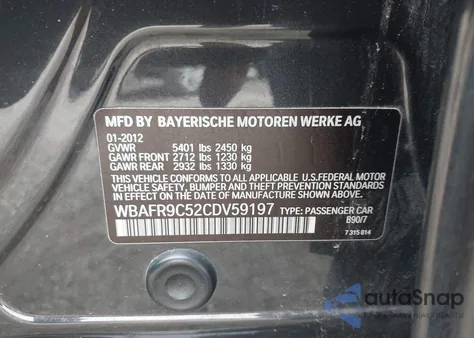 MFD BY BAYERISCHE MOTOREN WERKE AG
01-2012
GVWR 5401 lbs 2450 kg
GAWR FRONT 2712 lbs 1230 kg
GAWR REAR 2932 lbs 1330 kg
THIS VEHICLE CONFORMS TO ALL APPLICABLE U.S.FEDERAL MOTOR
VEHICLE SAFETY, BUMPER, AND THEFT PREVENTION STANDARDS IN
EFFECT ON THE DATE OF MANUFACTURE SHOWN ABOVE.
WBAFR9C52CDV59197 TYPE: PASSENGER CAR
B90/7
7 315 814
autoSnap